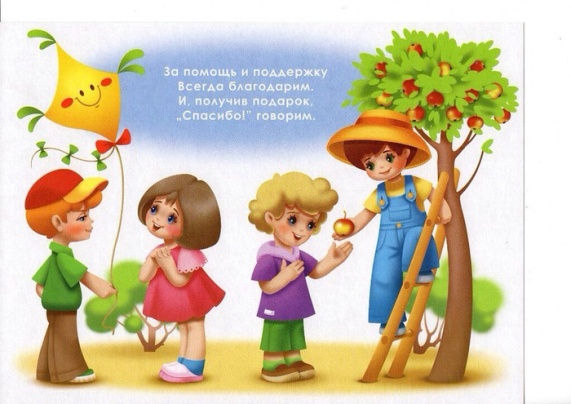 За помощь и поддержку
Всегда благодарим.
И, получив подарок,
„Спасибо!” говорим.